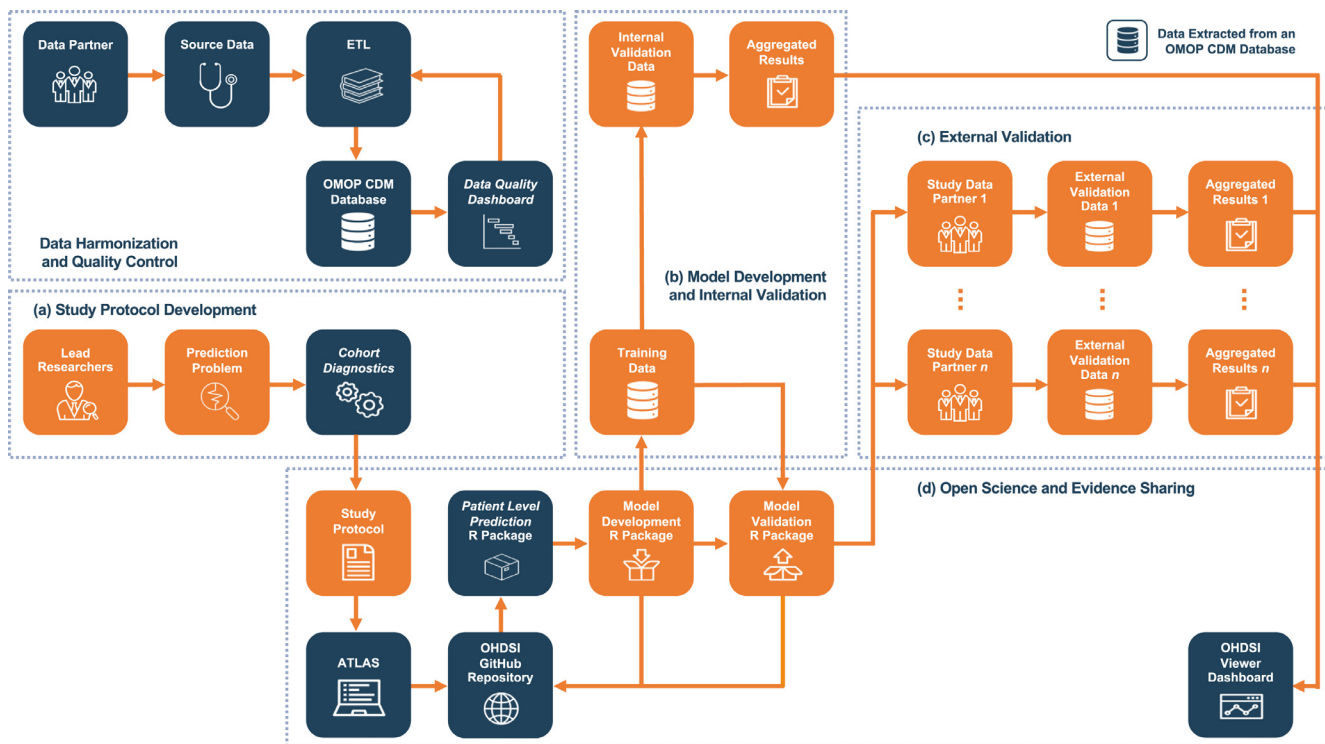 Data Partner
Source Data
ETL
OMOP CDM
Database
Data Quality
Dashboard
Data Harmonization
and Quality Control
(a) Study Protocol Development
Lead
Researchers
Prediction
Problem
Cohort
Diagnostics
Internal
Validation
Data
Aggregated
Results
(b) Model Development
and Internal Validation
Training
Data
Data Extracted from an
OMOP CDM Database
(c) External Validation
Study Data
Partner 1
External
Validation
Data 1
Aggregated
Results 1
Study Data
Partner n
External
Validation
Data n
Aggregated
Results n
(d) Open Science and Evidence Sharing
Study
Protocol
Patient Level
Prediction
R Package
Model
Development
R Package
Model
Validation
R Package
ATLAS
OHDSI
GitHub
Repository
OHDSI
Viewer
Dashboard